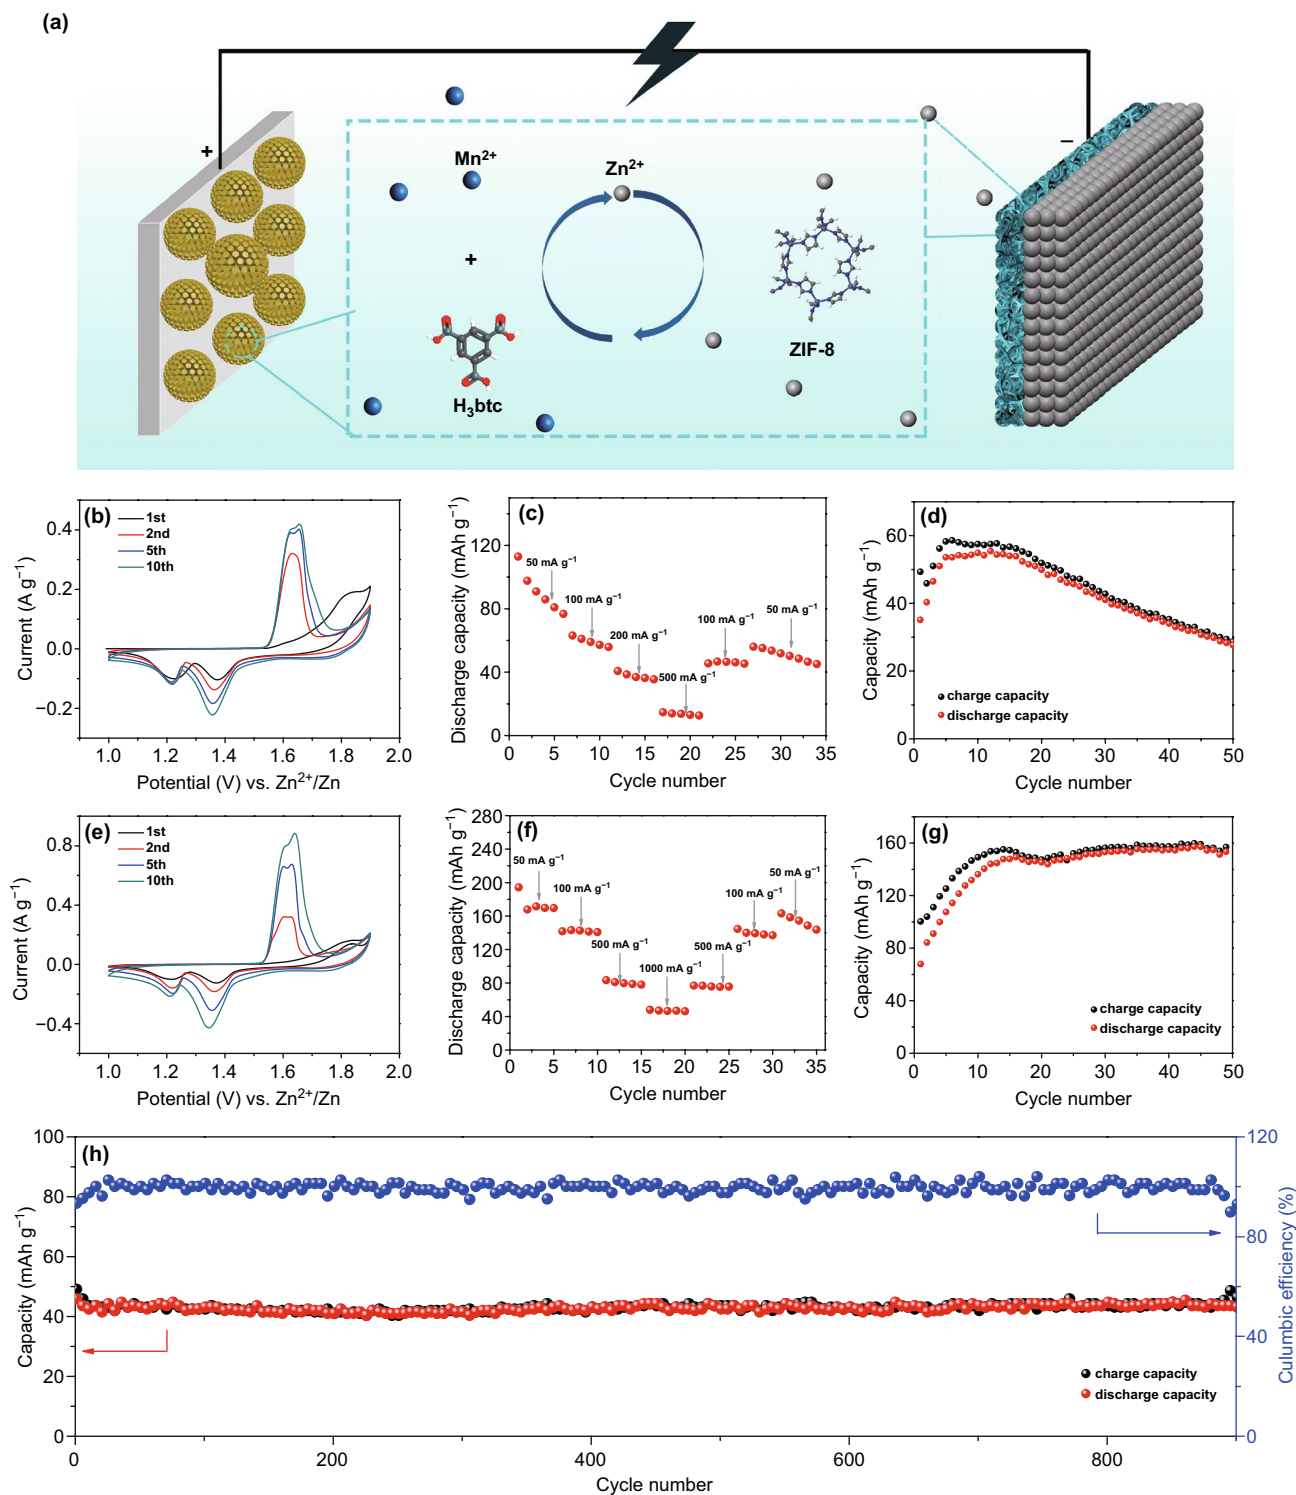 (a)
+
−
Mn²⁺
Zn²⁺
+
ZIF-8
H₃btc
(b)
1st
2nd
5th
10th
0.4
0.2
0.0
−0.2
Current (A g⁻¹)
1.0 1.2 1.4 1.6 1.8 2.0
Potential (V) vs. Zn²⁺/Zn
(c)
120
80
40
0
Discharge capacity (mAh g⁻¹)
50 mA g⁻¹
100 mA g⁻¹
200 mA g⁻¹
500 mA g⁻¹
100 mA g⁻¹
50 mA g⁻¹
0 5 10 15 20 25 30 35
Cycle number
(d)
60
40
20
0
Capacity (mAh g⁻¹)
charge capacity
discharge capacity
0 10 20 30 40 50
Cycle number
(e)
1st
2nd
5th
10th
0.8
0.4
0.0
−0.4
Current (A g⁻¹)
1.0 1.2 1.4 1.6 1.8 2.0
Potential (V) vs. Zn²⁺/Zn
(f)
280
240
200
160
120
80
40
0
Discharge capacity (mAh g⁻¹)
50 mA g⁻¹
100 mA g⁻¹
500 mA g⁻¹
1000 mA g⁻¹
500 mA g⁻¹
100 mA g⁻¹
50 mA g⁻¹
0 5 10 15 20 25 30 35
Cycle number
(g)
160
120
80
40
0
Capacity (mAh g⁻¹)
charge capacity
discharge capacity
0 10 20 30 40 50
Cycle number
(h)
100
80
60
40
20
0
Capacity (mAh g⁻¹)
120
80
40
0
Culumbic efficiency (%)
charge capacity
discharge capacity
0 200 400 600 800
Cycle number